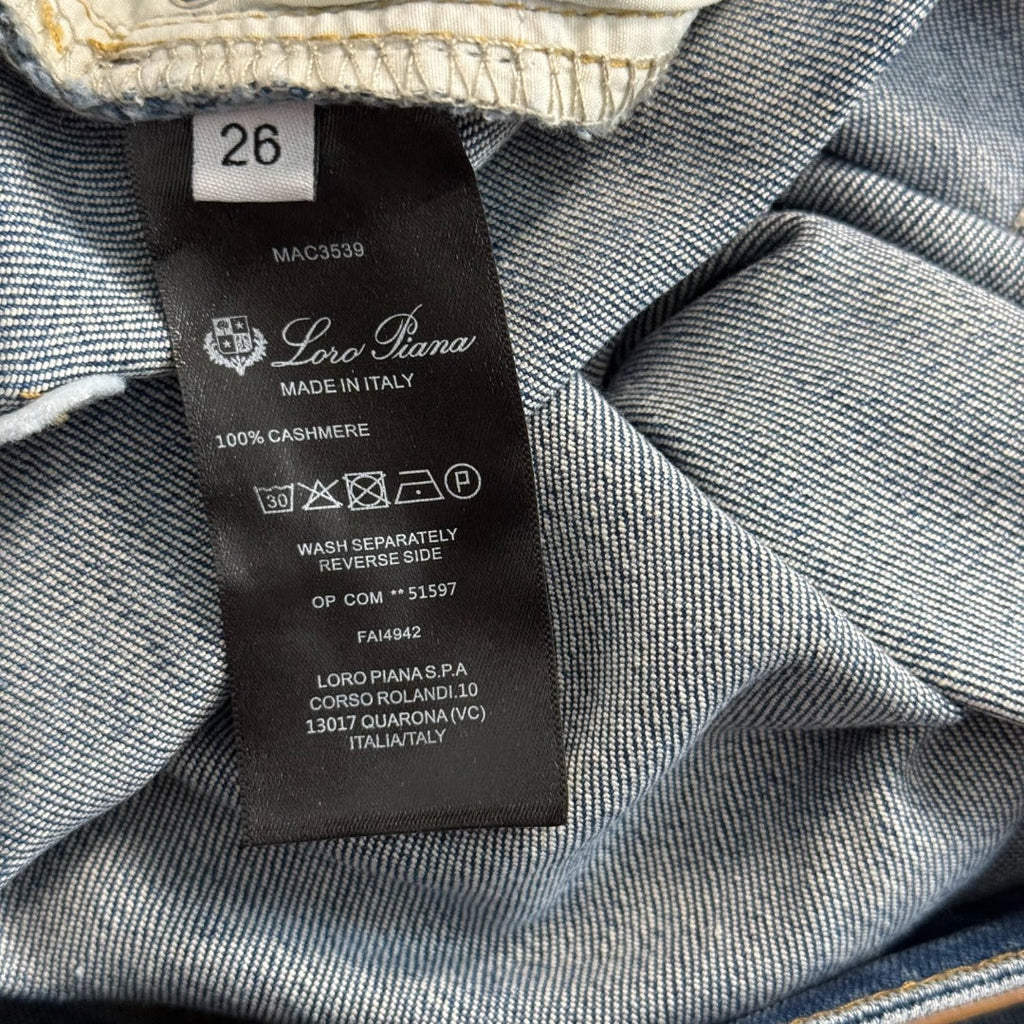 26
MAC3539
Loro Piana
MADE IN ITALY
100% CASHMERE
30 P
WASH SEPARATELY
REVERSE SIDE
OP COM ** 51597
FAI4942
LORO PIANA S.P.A
CORSO ROLANDI.10
13017 QUARONA (VC)
ITALIA/ITALY